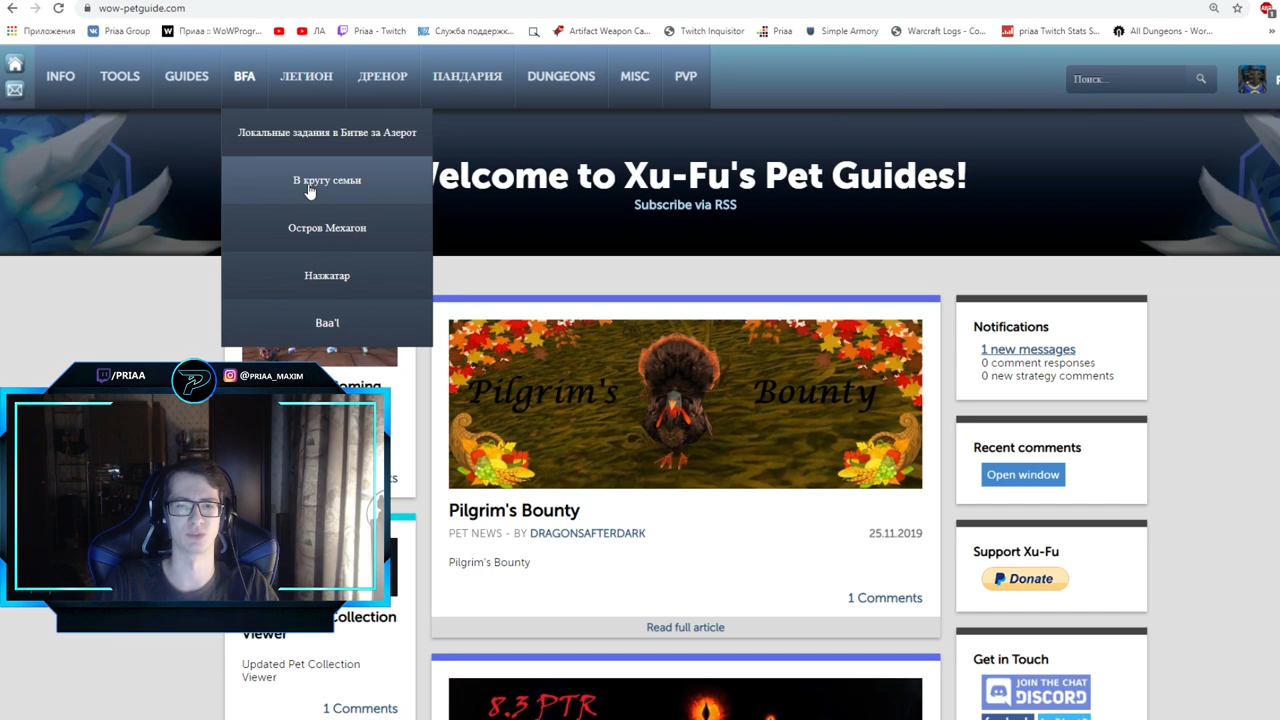 wow-petguide.com
Приложения
Priaa Group
Приаа :: WoWProgr...
ЛА
Priaa - Twitch
Служба поддержк...
Artifact Weapon Ca...
Twitch Inquisitor
Priaa
Simple Armory
Warcraft Logs - Co...
priaa Twitch Stats S...
All Dungeons - Wor...
INFO
TOOLS
GUIDES
BFA
ЛЕГИОН
ДРЕНОР
ПАНДАРИЯ
DUNGEONS
MISC
PVP
Поиск...
Локальные задания в Битве за Азерот
В кругу семьи
Остров Мехагон
Назжатар
Baa'l
Welcome to Xu-Fu's Pet Guides!
Subscribe via RSS
/PRIAA
@PRIAA_MAXIM
Pilgrim's Bounty
Pilgrim's Bounty
PET NEWS - BY DRAGONSAFTERDARK
25.11.2019
Pilgrim's Bounty
1 Comments
Read full article
8.3 PTR
Collection
Viewer
Updated Pet Collection
Viewer
1 Comments
Notifications
1 new messages
0 comment responses
0 new strategy comments
Recent comments
Open window
Support Xu-Fu
Donate
Get in Touch
JOIN THE CHAT
DISCORD